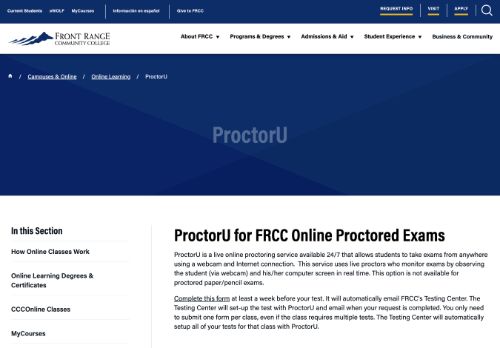 Current Students eWOLF MyCourses Información en español Give to FRCC REQUEST INFO VISIT APPLY
FRONT RANGE
COMMUNITY COLLEGE
About FRCC Programs & Degrees Admissions & Aid Student Experience Business & Community
/ Campuses & Online / Online Learning / ProctorU
ProctorU
In this Section
How Online Classes Work
Online Learning Degrees &
Certificates
CCCOnline Classes
MyCourses
ProctorU for FRCC Online Proctored Exams
ProctorU is a live online proctoring service available 24/7 that allows students to take exams from anywhere
using a webcam and Internet connection. This service uses live proctors who monitor exams by observing
the student (via webcam) and his/her computer screen in real time. This option is not available for
proctored paper/pencil exams.
Complete this form at least a week before your test. It will automatically email FRCC's Testing Center. The
Testing Center will set-up the test with ProctorU and email when your request is completed. You only need
to submit one form per class, even if the class requires multiple tests. The Testing Center will automatically
setup all of your tests for that class with ProctorU.